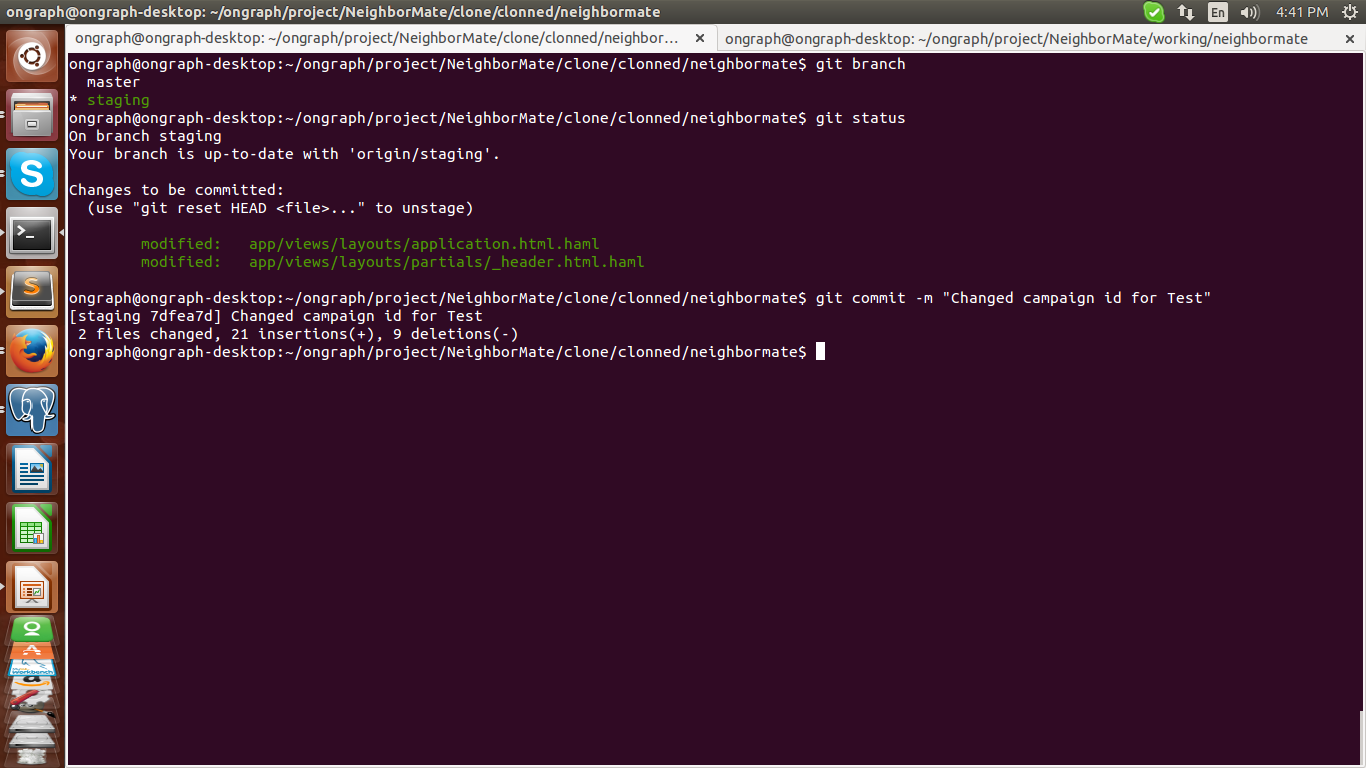 ongraph@ongraph-desktop: ~/ongraph/project/NeighborMate/clone/clonned/neighbormate
En
4:41 PM
ongraph@ongraph-desktop: ~/ongraph/project/NeighborMate/clone/clonned/neighbor... ×
ongraph@ongraph-desktop: ~/ongraph/project/NeighborMate/working/neighbormate ×
ongraph@ongraph-desktop:~/ongraph/project/NeighborMate/clone/clonned/neighbormate$ git branch
  master
* staging
ongraph@ongraph-desktop:~/ongraph/project/NeighborMate/clone/clonned/neighbormate$ git status
On branch staging
Your branch is up-to-date with 'origin/staging'.
Changes to be committed:
  (use "git reset HEAD <file>..." to unstage)
        modified:   app/views/layouts/application.html.haml
        modified:   app/views/layouts/partials/_header.html.haml
ongraph@ongraph-desktop:~/ongraph/project/NeighborMate/clone/clonned/neighbormate$ git commit -m "Changed campaign id for Test"
[staging 7dfea7d] Changed campaign id for Test
 2 files changed, 21 insertions(+), 9 deletions(-)
ongraph@ongraph-desktop:~/ongraph/project/NeighborMate/clone/clonned/neighbormate$
Workbench